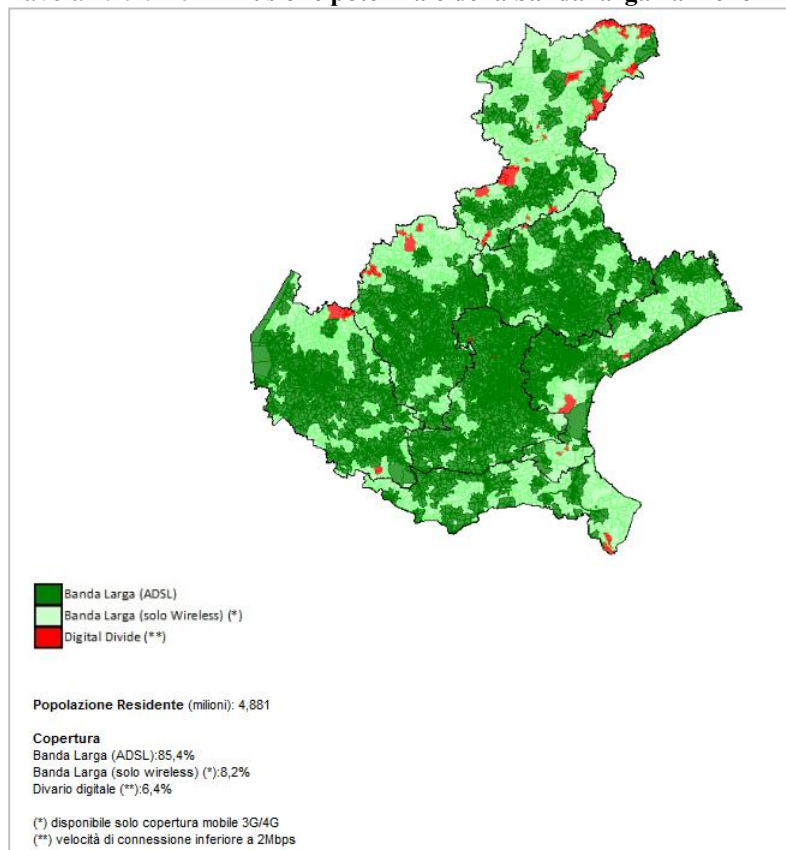 Banda Larga (ADSL)
Banda Larga (solo Wireless) (*)
Digital Divide (**)
Popolazione Residente (milioni): 4,881
Copertura
Banda Larga (ADSL):85,4%
Banda Larga (solo wireless) (*):8,2%
Divario digitale (**):6,4%
(*) disponibile solo copertura mobile 3G/4G
(**) velocità di connessione inferiore a 2Mbps